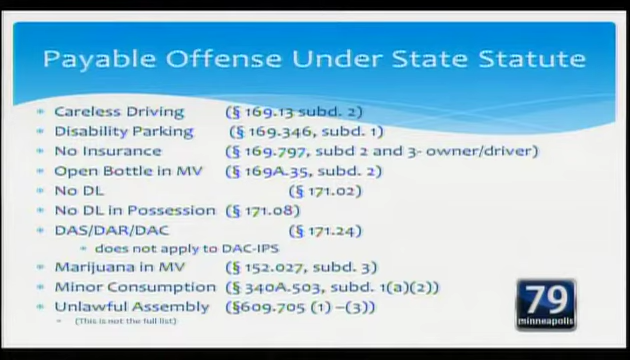 Payable Offense Under State Statute
Careless Driving (§ 169.13 subd. 2)
Disability Parking (§ 169.346, subd. 1)
No Insurance (§ 169.797, subd 2 and 3- owner/driver)
Open Bottle in MV (§ 169A.35, subd. 2)
No DL (§ 171.02)
No DL in Possession (§ 171.08)
DAS/DAR/DAC (§ 171.24)
does not apply to DAC-IPS
Marijuana in MV (§ 152.027, subd. 3)
Minor Consumption (§ 340A.503, subd. 1(a)(2))
Unlawful Assembly (§609.705 (1) –(3))
(This is not the full list)
79
minneapolis